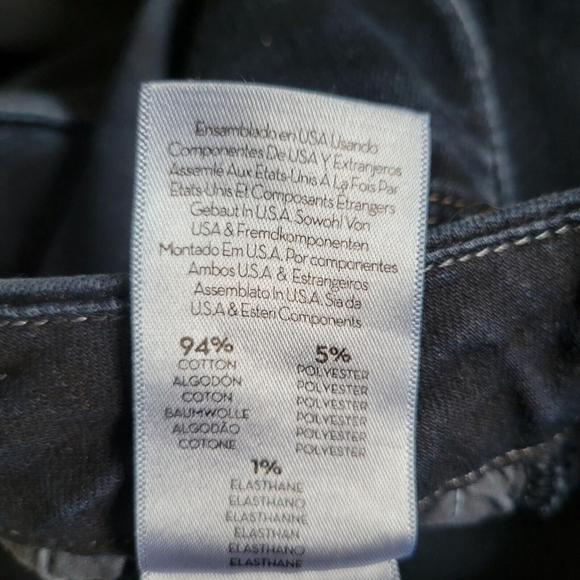 Ensamblado en USA Usando
Componentes De USA Y Extranjeros
Assemlé Aux Etats-Unis A La Fois Par
Etats-Unis Et Composants Etrangers
Gebaut In U.S.A. Sowohl Von
USA & Fremdkomponenten
Montado Em U.S.A. Por componentes
Ambos U.S.A. & Estrangeiros
Assemblato In U.S.A. Sia da
U.S.A & Esteri Components
94%
COTTON
ALGODÓN
COTON
BAUMWOLLE
ALGODÃO
COTONE
5%
POLYESTER
POLYESTER
POLYESTER
POLYESTER
POLYESTER
POLYESTER
1%
ELASTHANE
ELASTHANO
ELASTHANNE
ELASTHAN
ELASTHANO
ELASTHANE